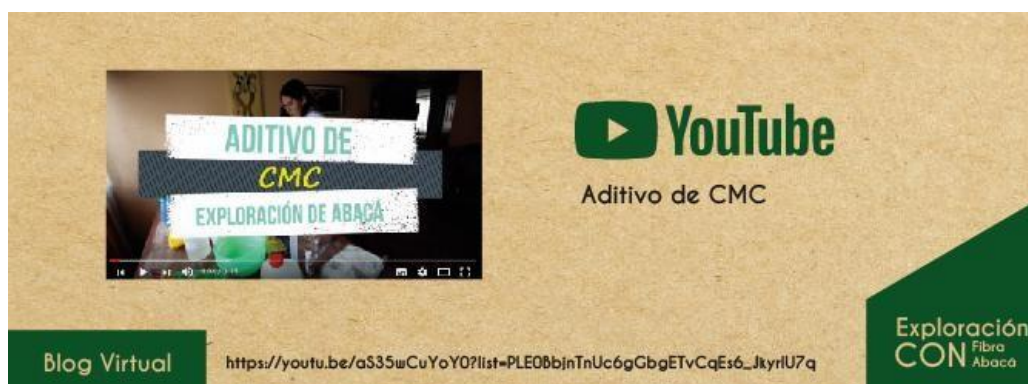 ADITIVO DE
CMC
EXPLORACIÓN DE ABACÁ
YouTube
Aditivo de CMC
Exploración
CON Fibra Abacá
Blog Virtual
https://youtu.be/aS35wCuYoY0?list=PLE0BbjnTnUc6gGbgETvCqEs6_JkyrIU7q